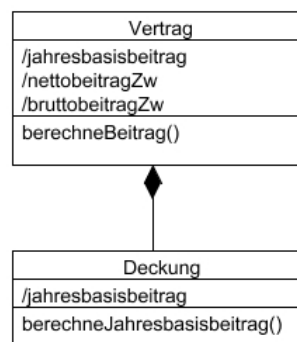 Vertrag
/jahresbasisbeitrag
/nettobeitragZw
/bruttobeitragZw
berechneBeitrag()
Deckung
/jahresbasisbeitrag
berechneJahresbasisbeitrag()